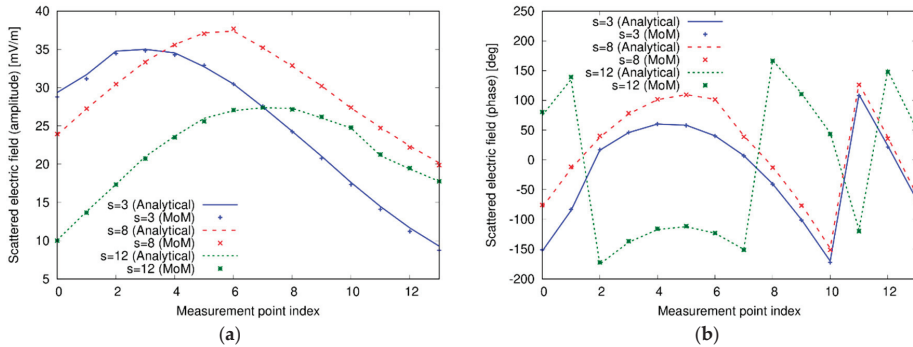 Scattered electric field (amplitude) [mV/m]
40
35
30
25
20
15
10
5
s=3 (Analytical)
s=3 (MoM)
s=8 (Analytical)
s=8 (MoM)
s=12 (Analytical)
s=12 (MoM)
0 2 4 6 8 10 12
Measurement point index
(a)
Scattered electric field (phase) [deg]
250
200
150
100
50
0
-50
-100
-150
-200
s=3 (Analytical)
s=3 (MoM)
s=8 (Analytical)
s=8 (MoM)
s=12 (Analytical)
s=12 (MoM)
0 2 4 6 8 10 12
Measurement point index
(b)